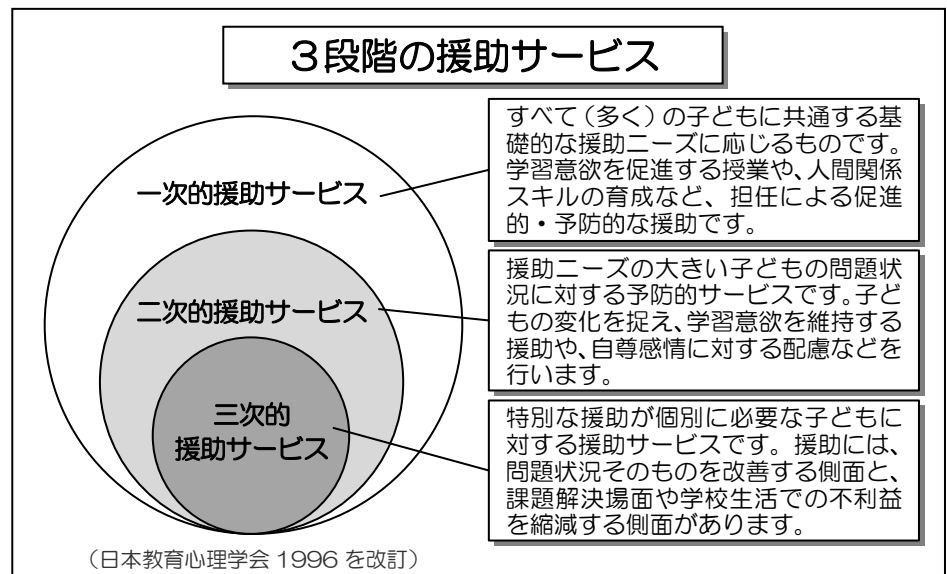 3段階の援助サービス
一次的援助サービス
すべて（多く）の子どもに共通する基
礎的な援助ニーズに応じるものです。
学習意欲を促進する授業や、人間関係
スキルの育成など、担任による促進
的・予防的な援助です。
二次的援助サービス
援助ニーズの大きい子どもの問題状
況に対する予防的サービスです。子ど
もの変化を捉え、学習意欲を維持する
援助や、自尊感情に対する配慮などを
行います。
三次的
援助サービス
特別な援助が個別に必要な子どもに
対する援助サービスです。援助には、
問題状況そのものを改善する側面と、
課題解決場面や学校生活での不利益
を縮減する側面があります。
（日本教育心理学会 1996 を改訂）